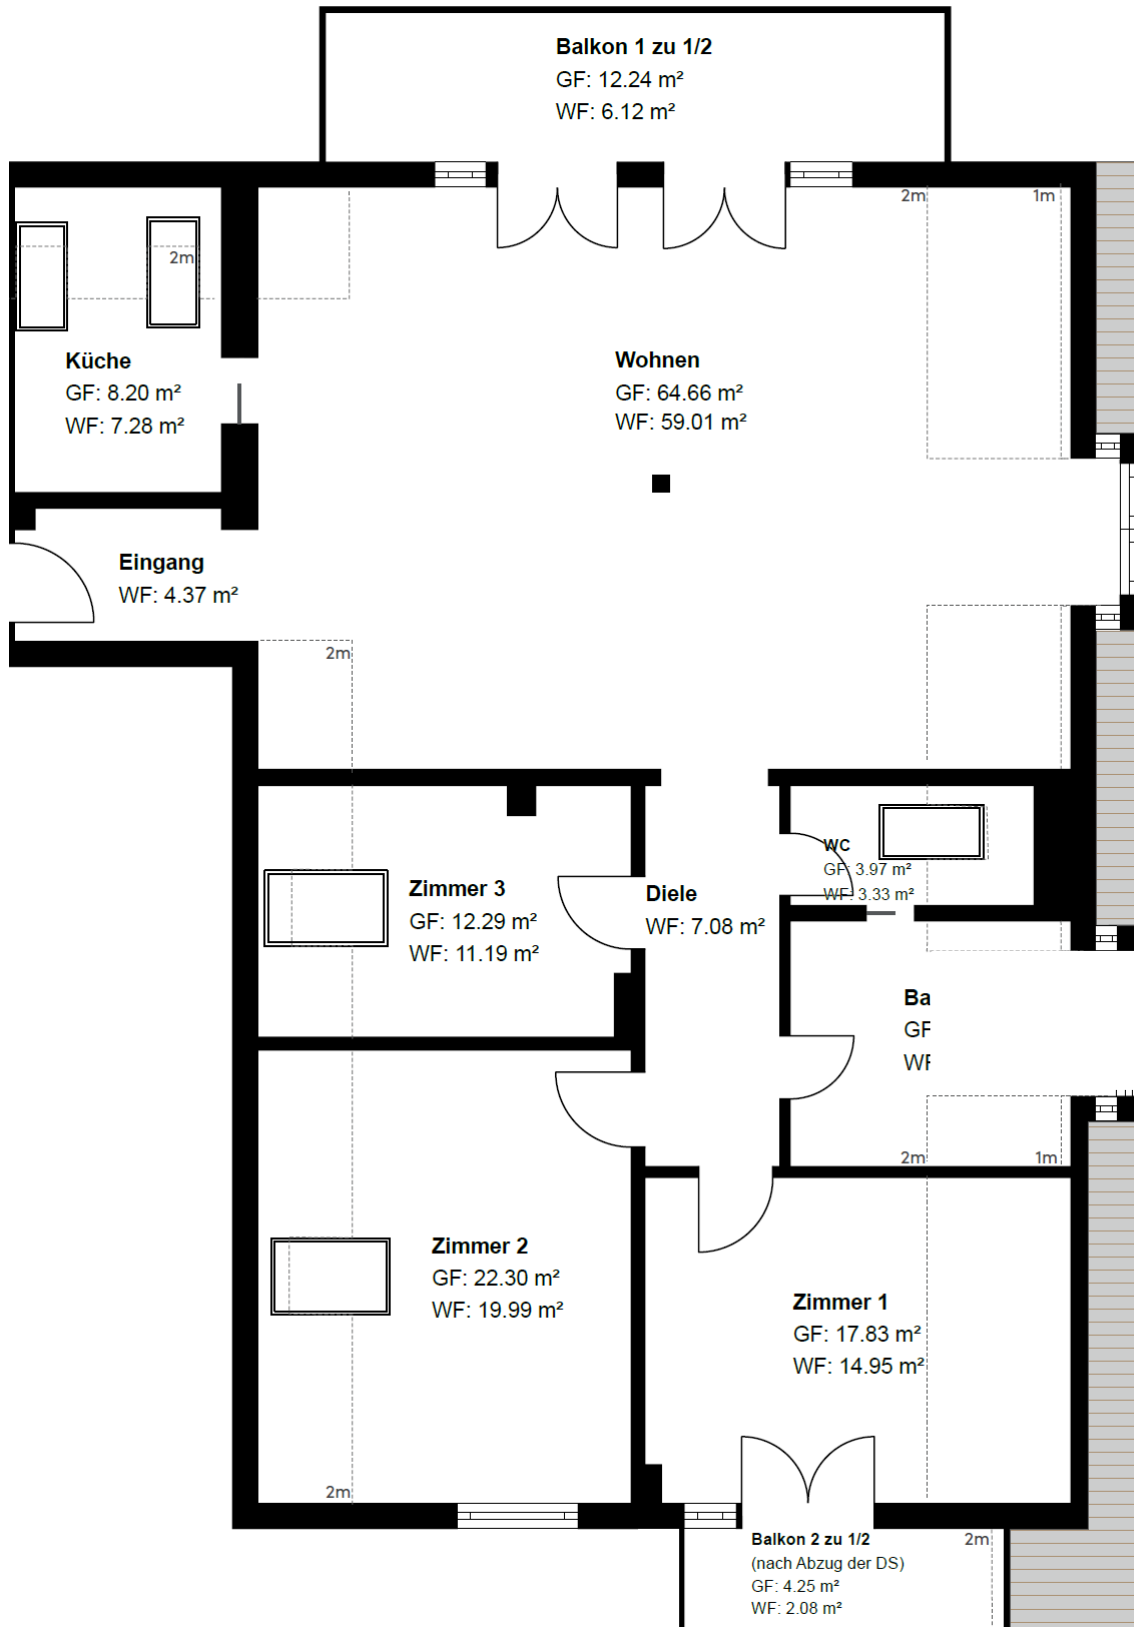 Balkon 1 zu 1/2
GF: 12.24 m²
WF: 6.12 m²
2m
1m
2m
Küche
GF: 8.20 m²
WF: 7.28 m²
Wohnen
GF: 64.66 m²
WF: 59.01 m²
Eingang
WF: 4.37 m²
2m
WC
GF: 3.97 m²
WF: 3.33 m²
Zimmer 3
GF: 12.29 m²
WF: 11.19 m²
Diele
WF: 7.08 m²
Ba
GF
WF
2m
1m
Zimmer 2
GF: 22.30 m²
WF: 19.99 m²
Zimmer 1
GF: 17.83 m²
WF: 14.95 m²
2m
Balkon 2 zu 1/2
(nach Abzug der DS)
GF: 4.25 m²
WF: 2.08 m²
2m